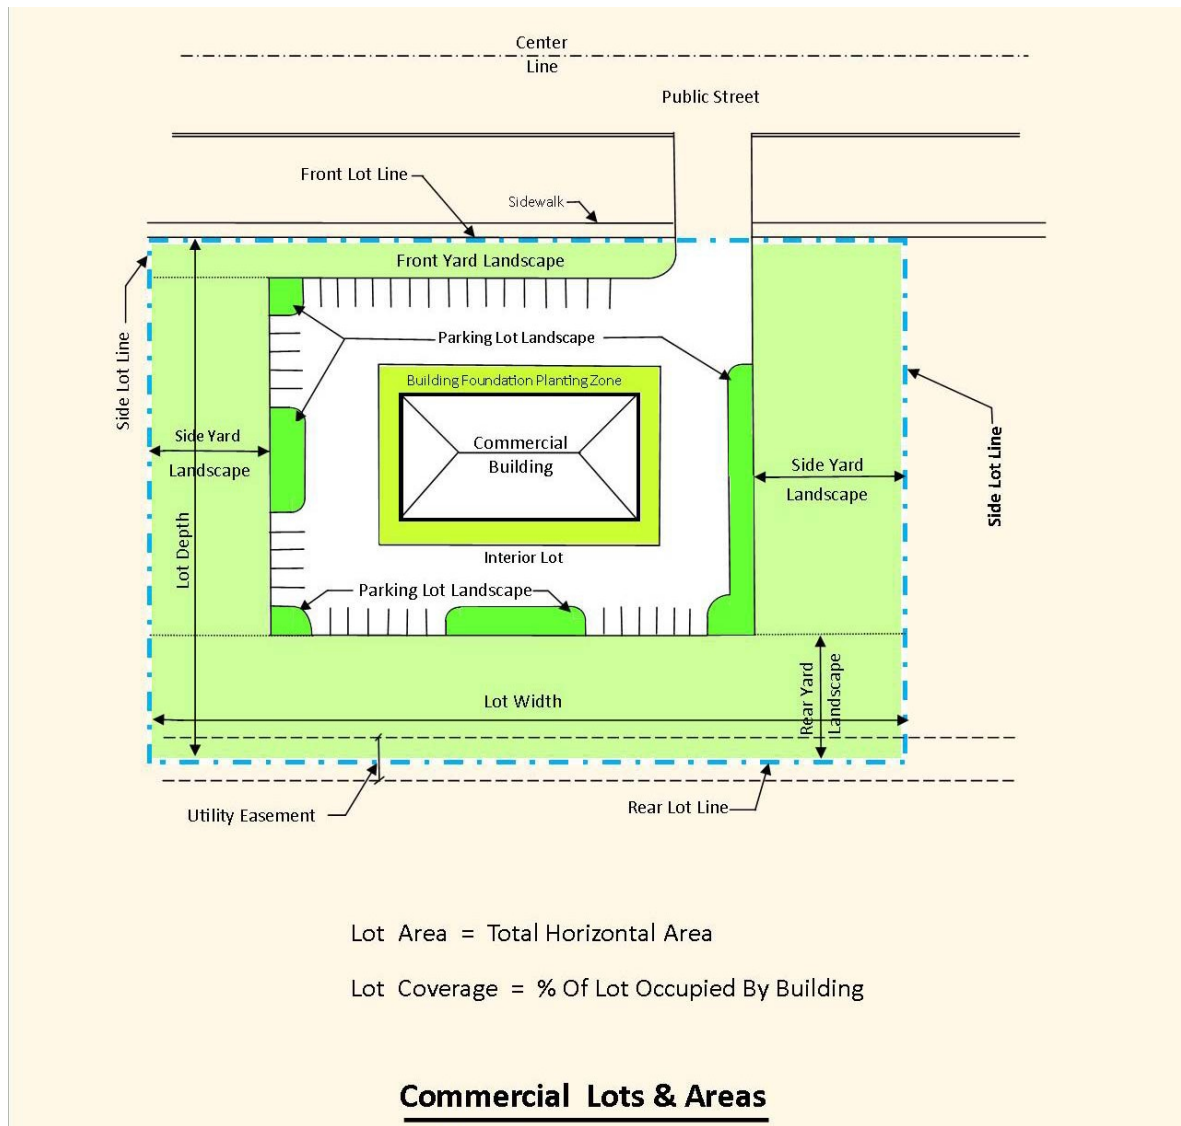 Center
Line
Public Street
Front Lot Line
Sidewalk
Front Yard Landscape
Side Lot Line
Parking Lot Landscape
Building Foundation Planting Zone
Side Yard
Landscape
Commercial
Building
Side Yard
Landscape
Side Lot Line
Lot Depth
Interior Lot
Parking Lot Landscape
Lot Width
Rear Yard
Landscape
Utility Easement
Rear Lot Line
Lot Area = Total Horizontal Area
Lot Coverage = % Of Lot Occupied By Building
Commercial Lots & Areas